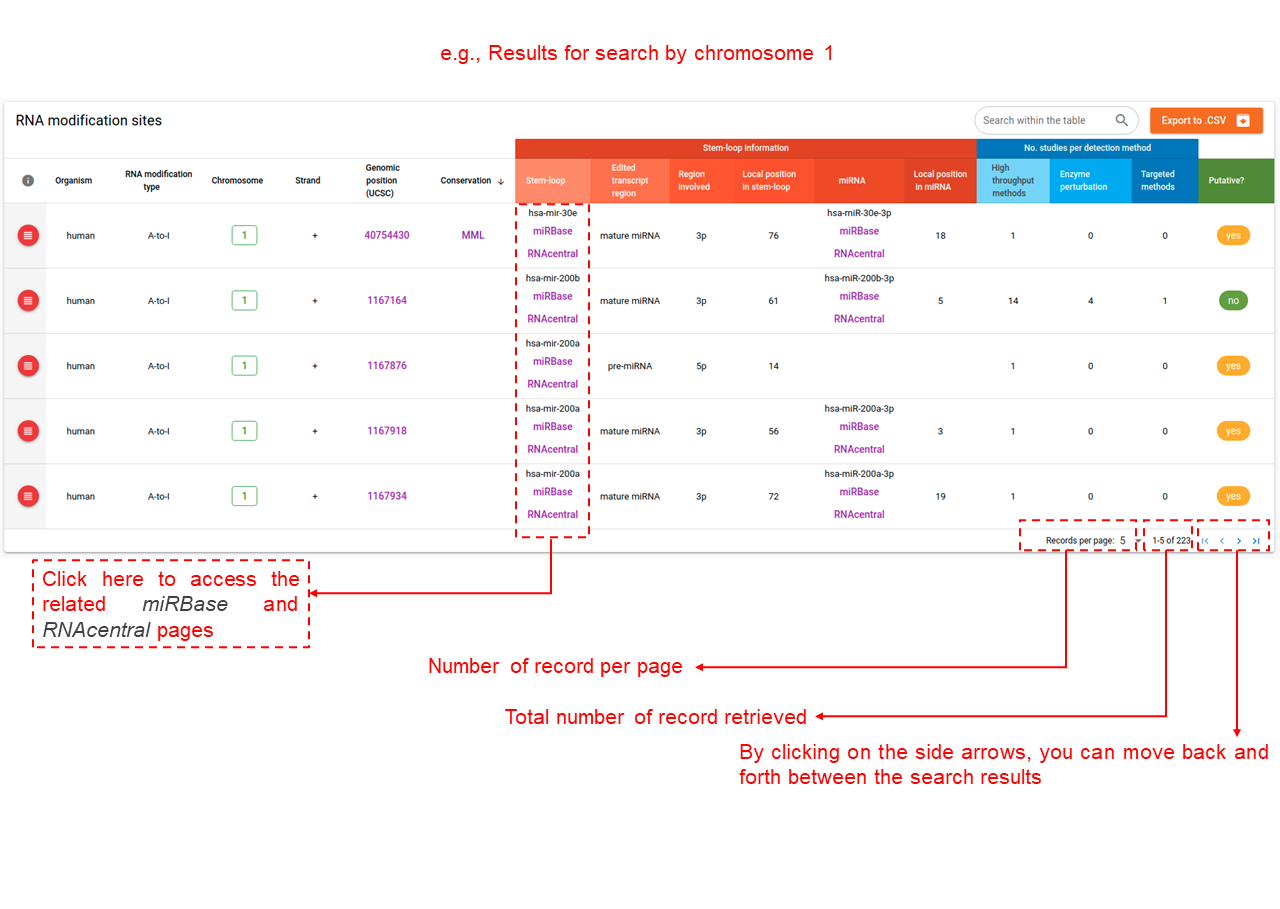 e.g., Results for search by chromosome 1
RNA modification sites
Search within the table
Export to .CSV
Stem-loop information
No. studies per detection method
Organism
RNA modification
type
Chromosome
Strand
Genomic
position
(UCSC)
Conservation ↓
Stem-loop
Edited
transcript
region
Region
involved
Local position
in stem-loop
miRNA
Local position
in miRNA
High
throughput
methods
Enzyme
perturbation
Targeted
methods
Putative?
hsa-mir-30e hsa-miR-30e-3p
human A-to-I 1 + 40754430 MML miRBase mature miRNA 3p 76 miRBase 18 1 0 0 yes
RNAcentral RNAcentral
hsa-mir-200b hsa-miR-200b-3p
human A-to-I 1 + 1167164 miRBase mature miRNA 3p 61 miRBase 5 14 4 1 no
RNAcentral RNAcentral
hsa-mir-200a
human A-to-I 1 + 1167876 miRBase pre-miRNA 5p 14 1 0 0 yes
RNAcentral
hsa-mir-200a hsa-miR-200a-3p
human A-to-I 1 + 1167918 miRBase mature miRNA 3p 56 miRBase 3 1 0 0 yes
RNAcentral RNAcentral
hsa-mir-200a hsa-miR-200a-3p
human A-to-I 1 + 1167934 miRBase mature miRNA 3p 72 miRBase 19 1 0 0 yes
RNAcentral RNAcentral
Records per page: 5 1-5 of 223
Click here to access the
related miRBase and
RNAcentral pages
Number of record per page
Total number of record retrieved
By clicking on the side arrows, you can move back and
forth between the search results